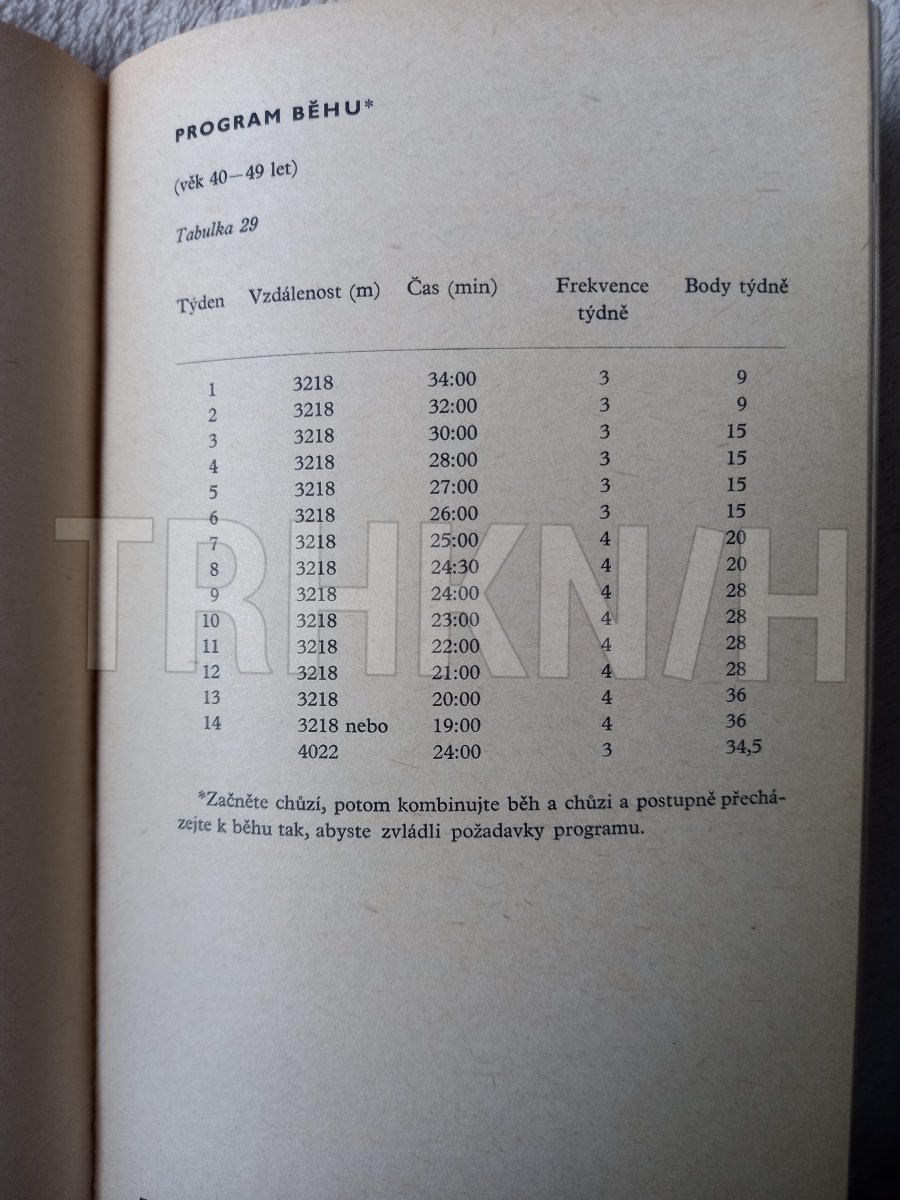 PROGRAM BĚHU*
(věk 40—49 let)
Tabulka 29
Týden Vzdálenost (m) Čas (min) Frekvence týdně Body týdně
1 3218 34:00 3 9
2 3218 32:00 3 9
3 3218 30:00 3 15
4 3218 28:00 3 15
5 3218 27:00 3 15
6 3218 26:00 3 15
7 3218 25:00 4 20
8 3218 24:30 4 20
9 3218 24:00 4 28
10 3218 23:00 4 28
11 3218 22:00 4 28
12 3218 21:00 4 28
13 3218 20:00 4 36
14 3218 nebo 19:00 4 36
4022 24:00 3 34,5
*Začněte chůzí, potom kombinujte běh a chůzi a postupně přechá-
zejte k běhu tak, abyste zvládli požadavky programu.
TRHKN/H